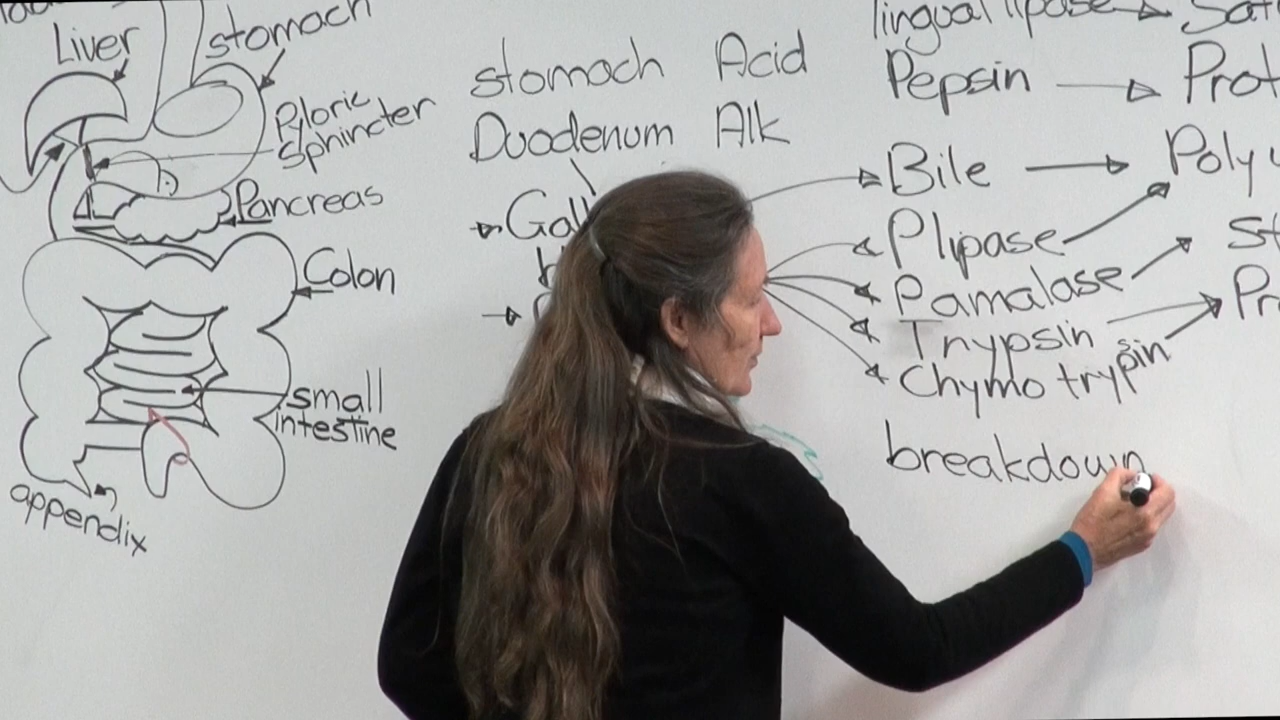 Liver
stomach
Pyloric
sphincter
Pancreas
Colon
small
intestine
appendix
stomach Acid
Duodenum Alk
Gall
lingual lipase
Pepsin Prot
Bile Poly
Plipase
Pamalase St
Trypsin Pr
Chymo trypsin
breakdown